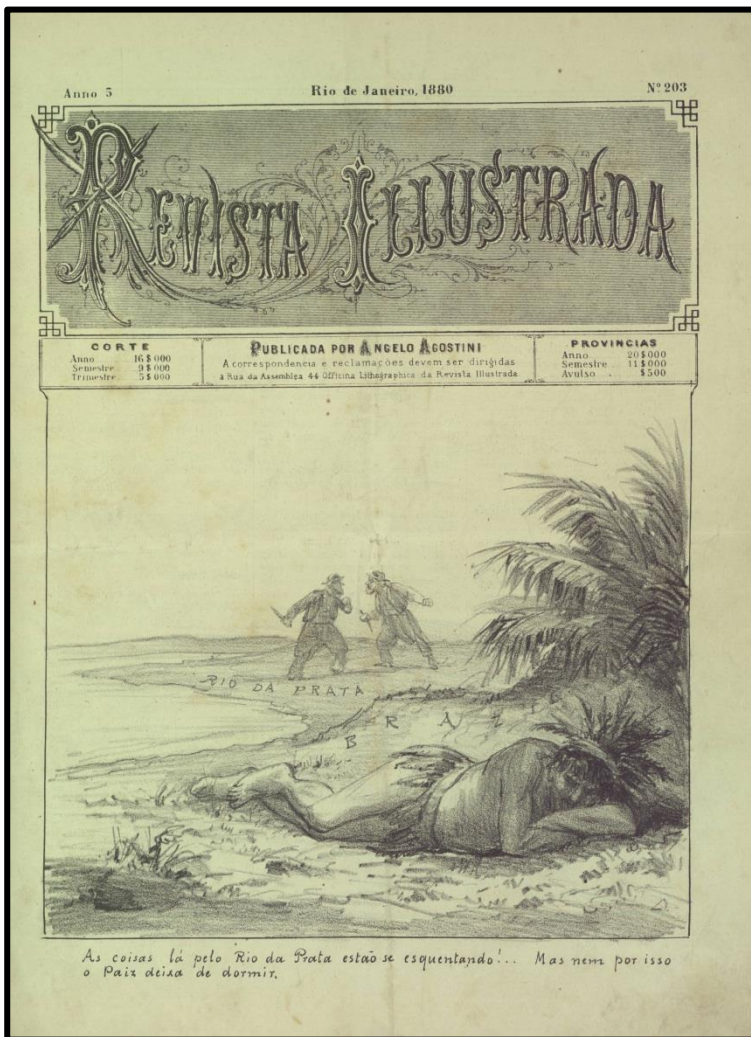 Anno 5 Rio de Janeiro, 1880 Nº 203
REVISTA ILLUSTRADA
CORTE
Anno 16$000
Semestre 9$000
Trimestre 5$000
PUBLICADA POR ANGELO AGOSTINI
A correspondencia e reclamações devem ser dirigidas
à Rua da Assembléa 44 Officina Lithographica da Revista Illustrada
PROVINCIAS
Anno 20$000
Semestre 11$000
Avulso $500
RIO DA PRATA
BRAZIL
As coisas lá pelo Rio da Prata estão se esquentando!... Mas nem por isso
o Paiz deixa de dormir.